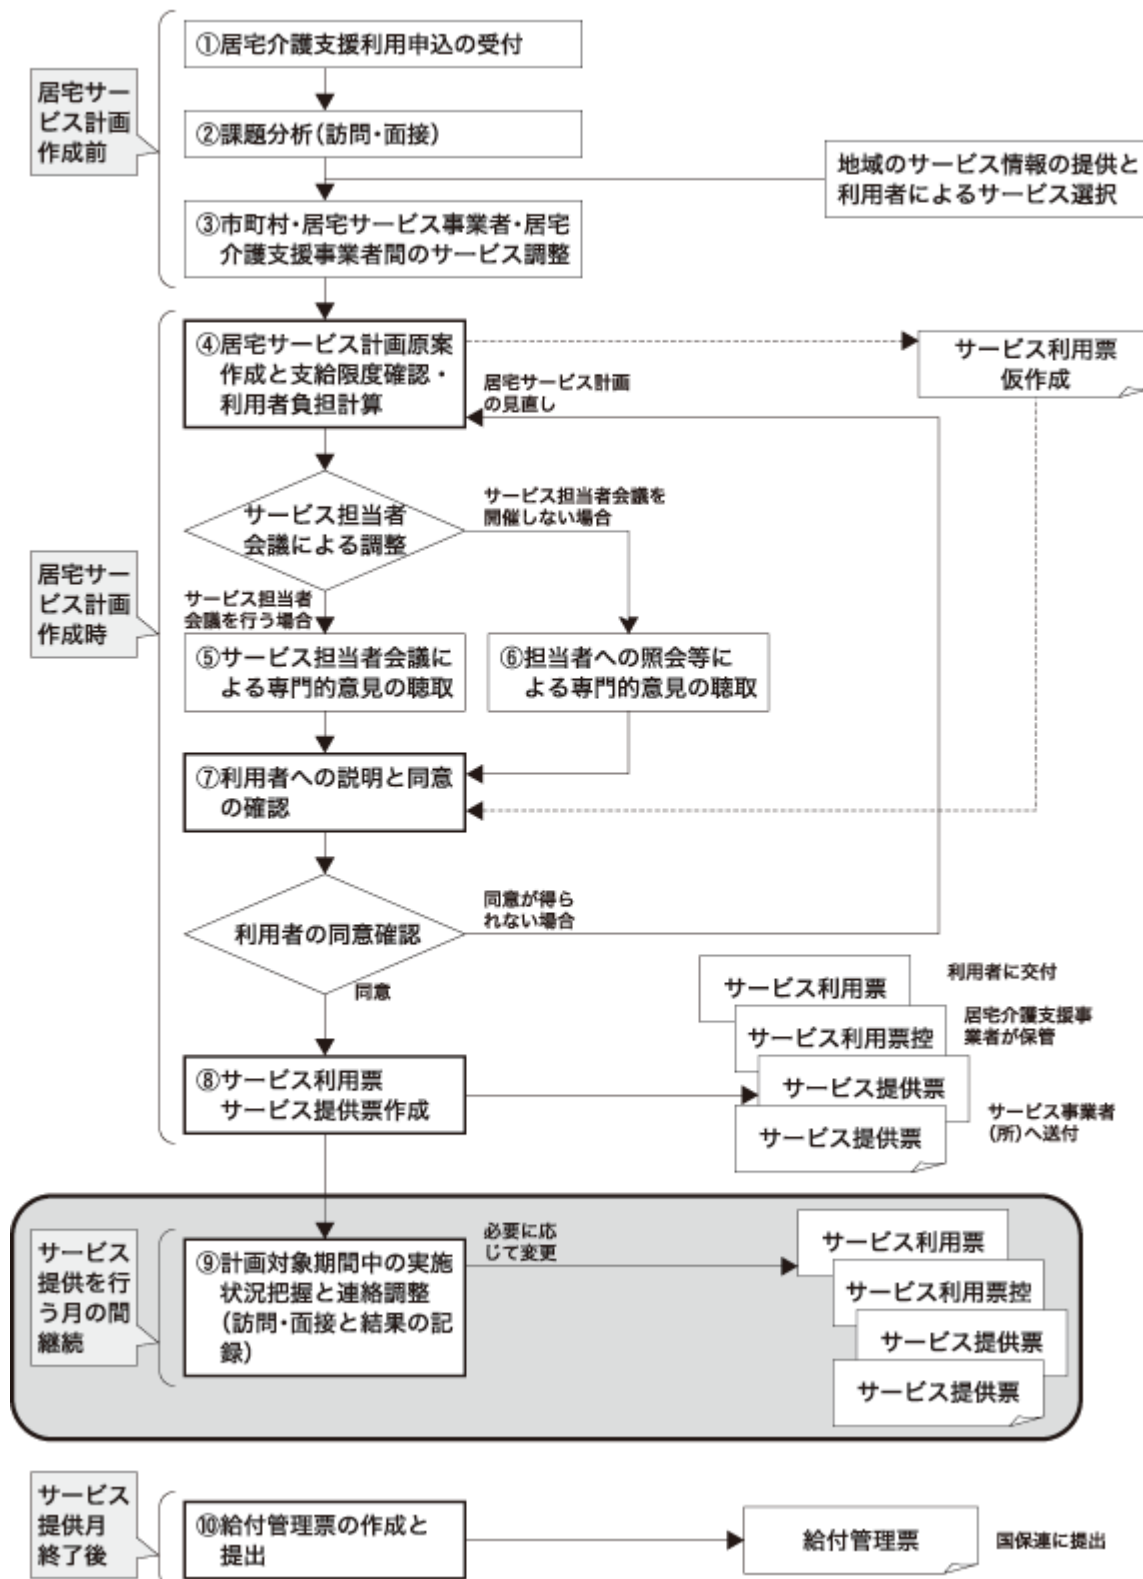 ①居宅介護支援利用申込の受付
居宅サー
ビス計画
作成前
②課題分析(訪問・面接)
地域のサービス情報の提供と
利用者によるサービス選択
③市町村・居宅サービス事業者・居宅
介護支援事業者間のサービス調整
④居宅サービス計画原案
作成と支給限度確認・
利用者負担計算
サービス利用票
仮作成
居宅サービス計画
の見直し
サービス担当者
会議による調整
サービス担当者会議を
開催しない場合
居宅サー
ビス計画
作成時
サービス担当者
会議を行う場合
⑤サービス担当者会議に
よる専門的意見の聴取
⑥担当者への照会等に
よる専門的意見の聴取
⑦利用者への説明と同意
の確認
利用者の同意確認
同意が得ら
れない場合
同意
サービス利用票
利用者に交付
サービス利用票控
居宅介護支援事
業者が保管
⑧サービス利用票
サービス提供票作成
サービス提供票
サービス提供票
サービス事業者
(所)へ送付
サービス
提供を行
う月の間
継続
⑨計画対象期間中の実施
状況把握と連絡調整
(訪問・面接と結果の記
録)
必要に応
じて変更
サービス利用票
サービス利用票控
サービス提供票
サービス提供票
サービス
提供月
終了後
⑩給付管理票の作成と
提出
給付管理票
国保連に提出